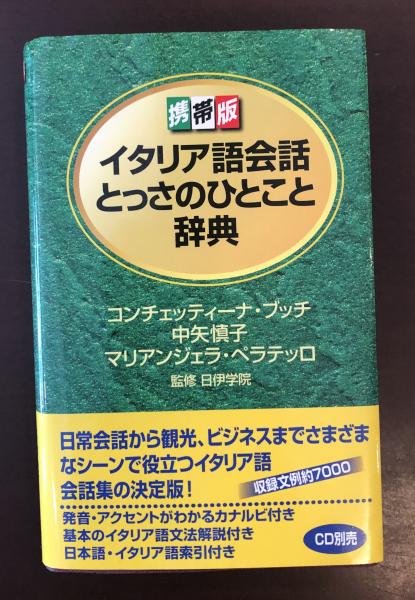 携帯版
イタリア語会話
とっさのひとこと
辞典
コンチェッティーナ・ブッチ
中矢慎子
マリアンジェラ・ペラテッロ
監修 日伊学院
日常会話から観光、ビジネスまでさまざま
なシーンで役立つイタリア語
会話集の決定版！
収録文例約7000
発音・アクセントがわかるカナルビ付き
基本のイタリア語文法解説付き
日本語・イタリア語索引付き
CD別売